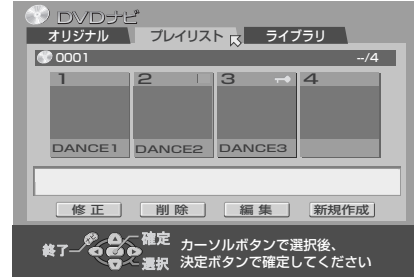 DVDナビ
オリジナル プレイリスト ライブラリ
0001 --/4
1 2 3 4
DANCE1 DANCE2 DANCE3
修正 削除 編集 新規作成
終了 確定 選択
カーソルボタンで選択後、
決定ボタンで確定してください